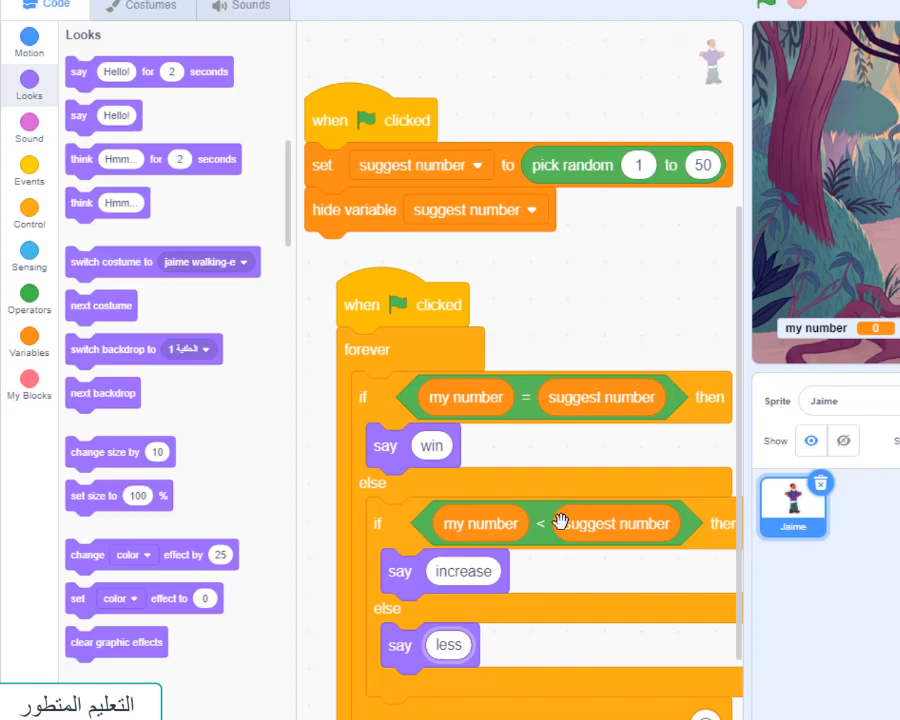 Code
Costumes
Sounds
Motion
Looks
Sound
Events
Control
Sensing
Operators
Variables
My Blocks
Looks
say Hello! for 2 seconds
say Hello!
think Hmm... for 2 seconds
think Hmm...
switch costume to jaime walking-e
next costume
switch backdrop to الخلفية 1
next backdrop
change size by 10
set size to 100 %
change color effect by 25
set color effect to 0
clear graphic effects
when clicked
set suggest number to pick random 1 to 50
hide variable suggest number
when clicked
forever
if my number = suggest number then
say win
else
if my number < suggest number then
say increase
else
say less
my number 0
Sprite Jaime
Show
Jaime
التعليم المتطور